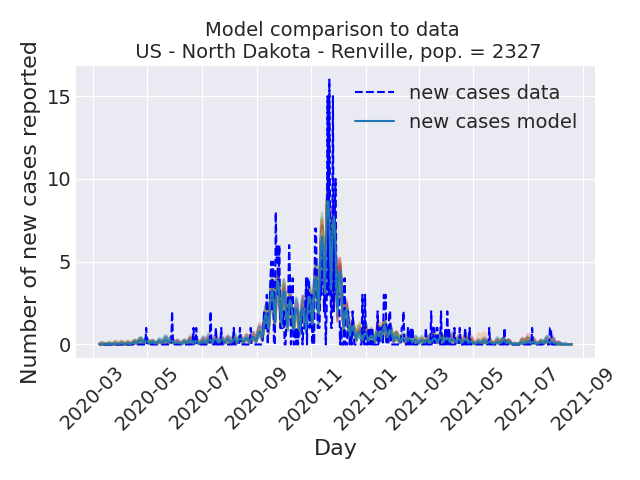 Model comparison to data
US - North Dakota - Renville, pop. = 2327
Number of new cases reported
15
10
5
0
new cases data
new cases model
2020-03
2020-05
2020-07
2020-09
2020-11
2021-01
2021-03
2021-05
2021-07
2021-09
Day